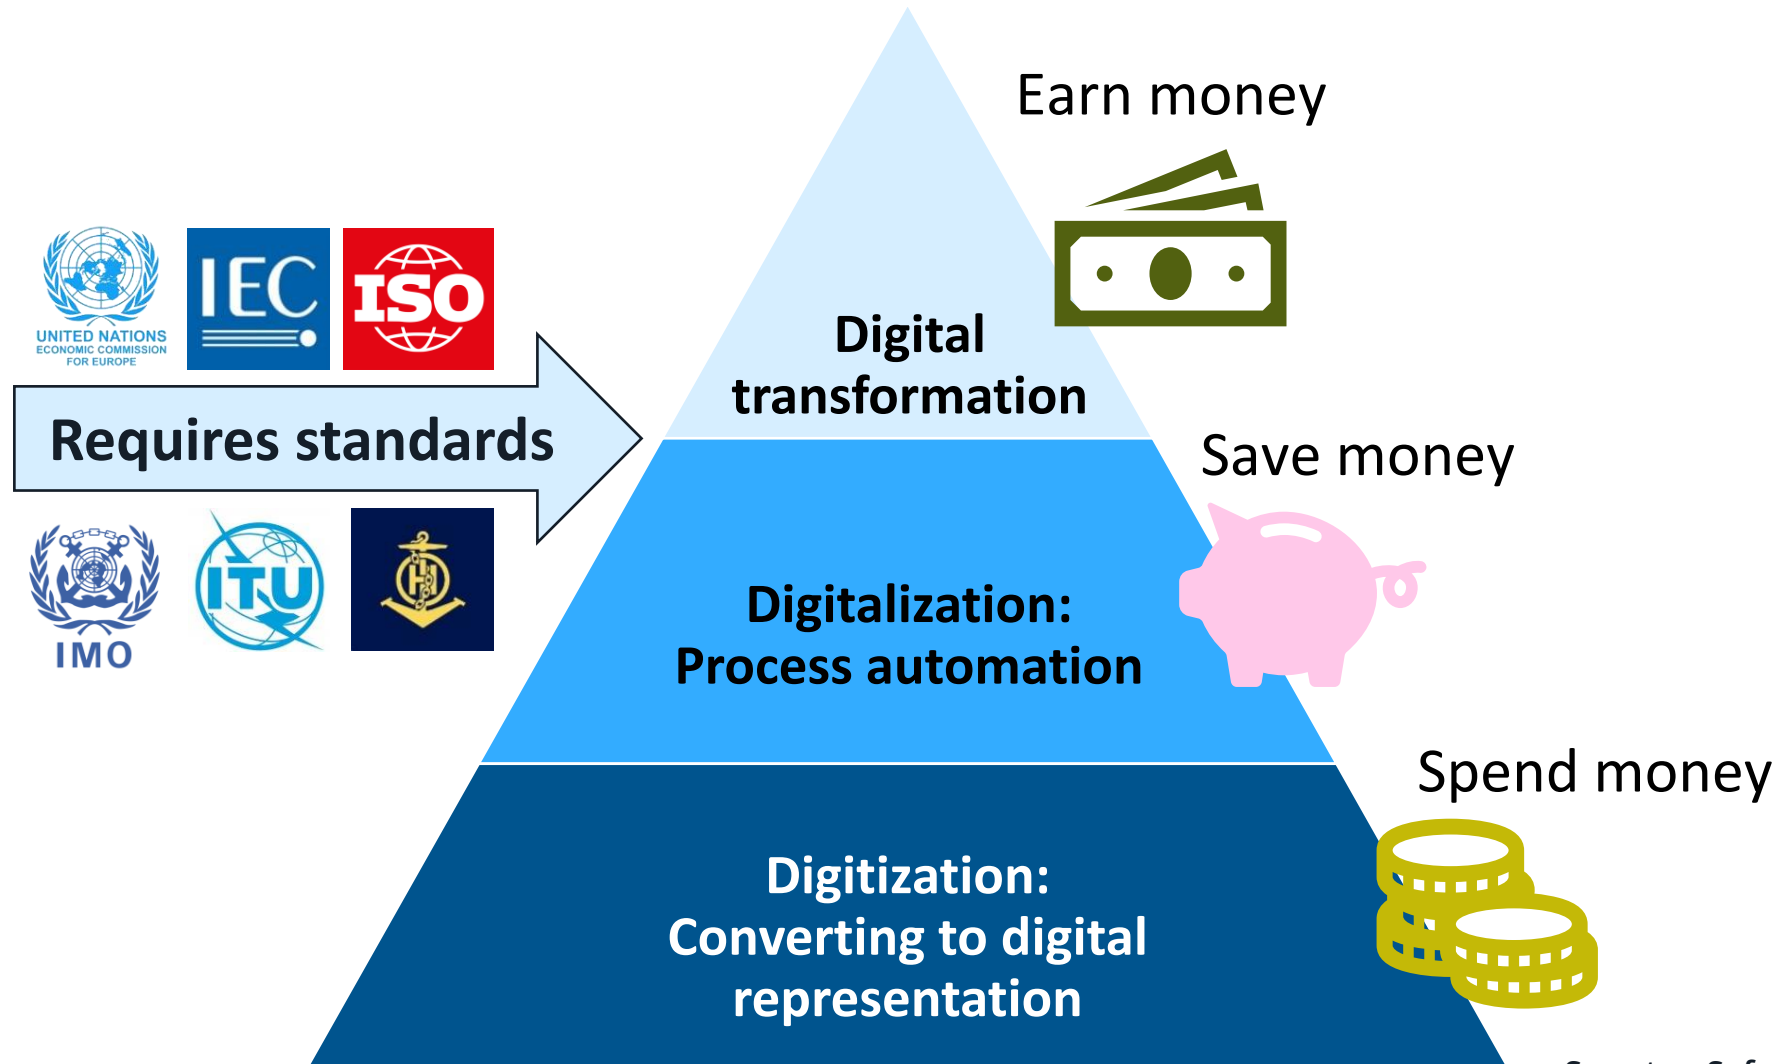 Earn money
UNITED NATIONS
ECONOMIC COMMISSION
FOR EUROPE
IEC
ISO
Digital
transformation
Requires standards
Save money
IMO
ITU
Digitalization:
Process automation
Spend money
Digitization:
Converting to digital
representation